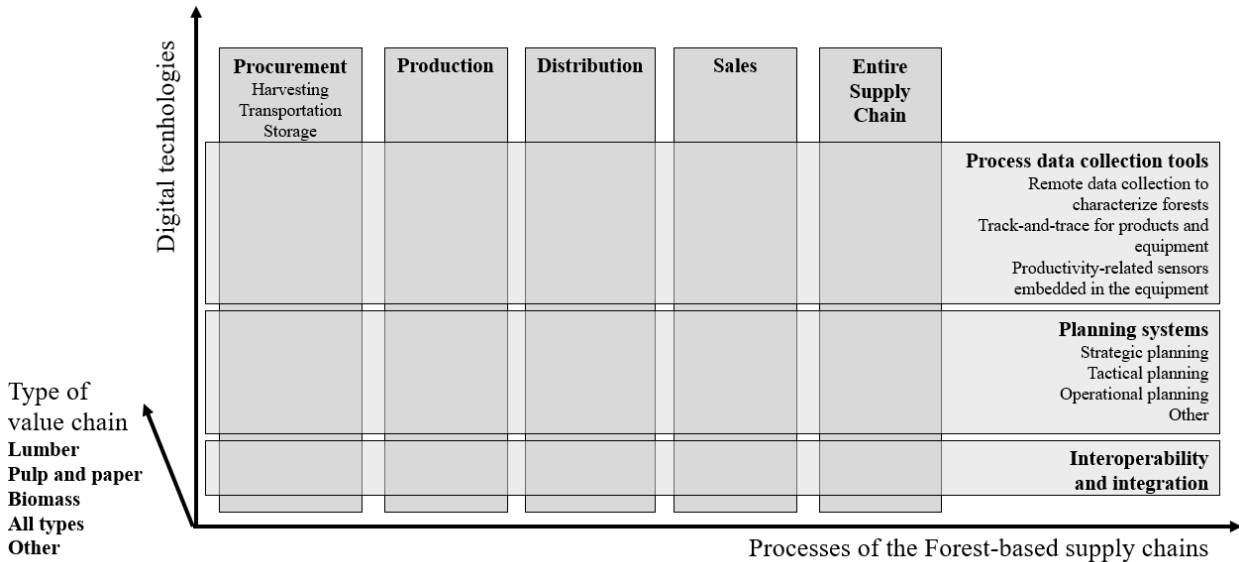 Digital tecnhologies
Procurement
Harvesting
Transportation
Storage
Production
Distribution
Sales
Entire
Supply
Chain
Process data collection tools
Remote data collection to
characterize forests
Track-and-trace for products and
equipment
Productivity-related sensors
embedded in the equipment
Planning systems
Strategic planning
Tactical planning
Operational planning
Other
Interoperability
and integration
Type of
value chain
Lumber
Pulp and paper
Biomass
All types
Other
Processes of the Forest-based supply chains